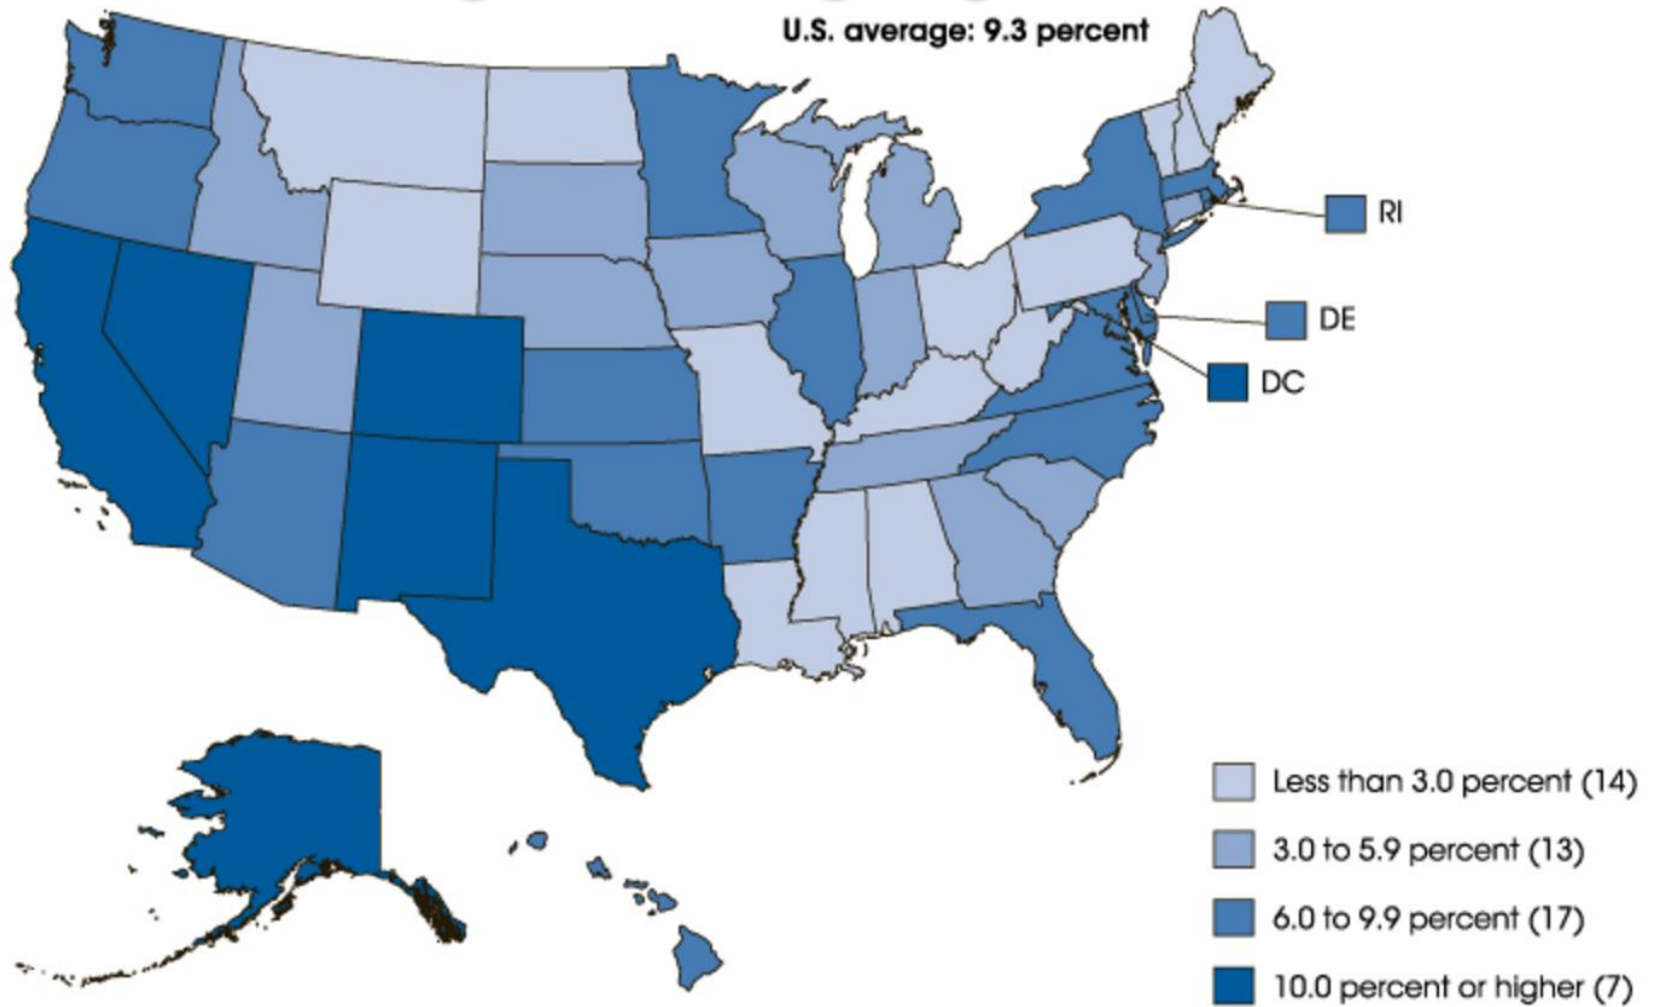 U.S. average: 9.3 percent
RI
DE
DC
Less than 3.0 percent (14)
3.0 to 5.9 percent (13)
6.0 to 9.9 percent (17)
10.0 percent or higher (7)